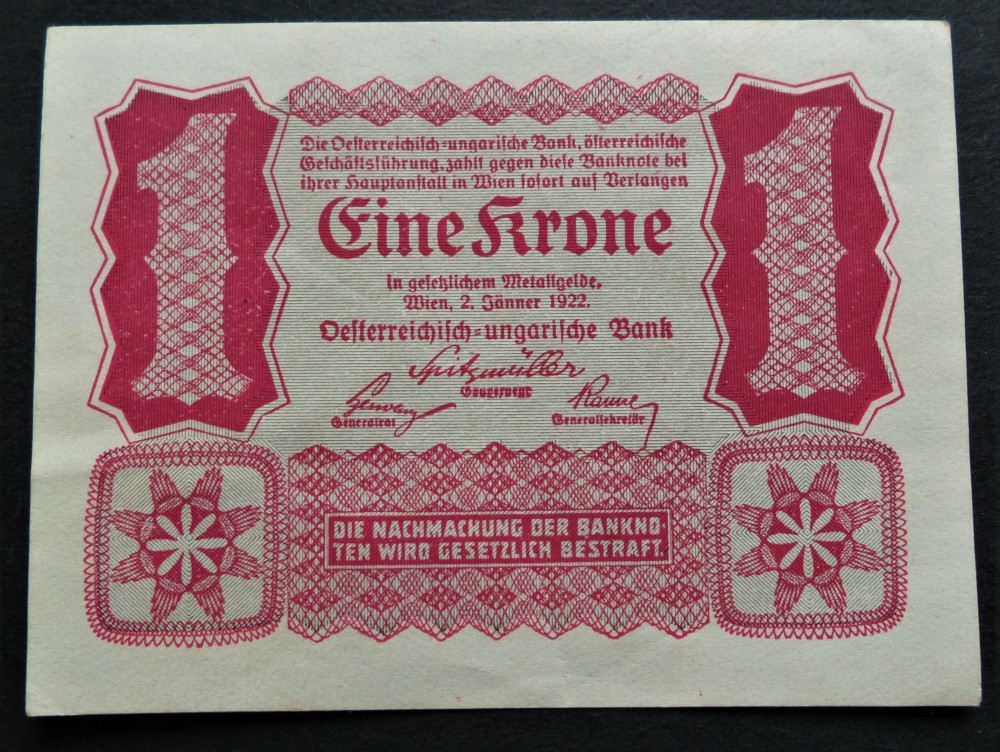 1
1
Die Oesterreichisch-ungarische Bank, österreichische
Geschäftsführung, zahlt gegen diese Banknote bei
ihrer Hauptanstalt in Wien sofort auf Verlangen
Eine Krone
in gesetzlichem Metallgelde.
Wien, 2. Jänner 1922.
Oesterreichisch-ungarische Bank
Spitzmüller
Gouverneur
Generalrat
Generalsekretär
DIE NACHMACHUNG DER BANKNO-
TEN WIRD GESETZLICH BESTRAFT.